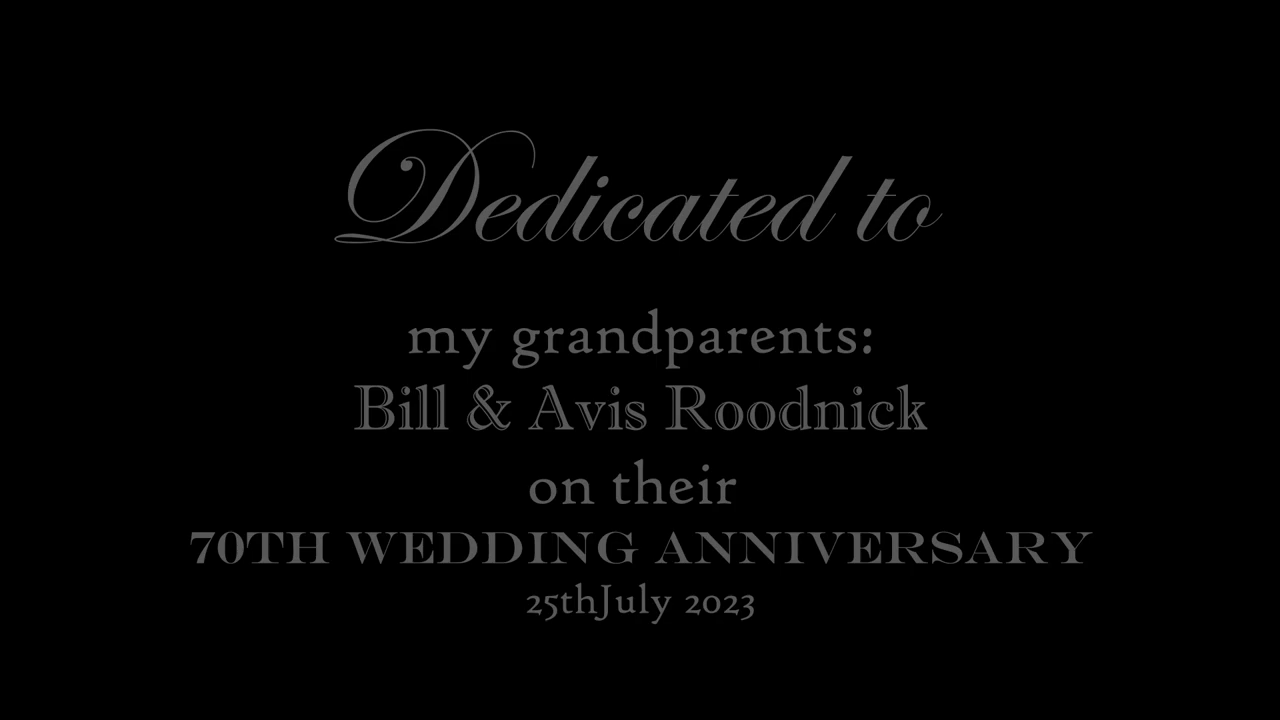 Dedicated to
my grandparents:
Bill & Avis Roodnick
on their
70TH WEDDING ANNIVERSARY
25thJuly 2023